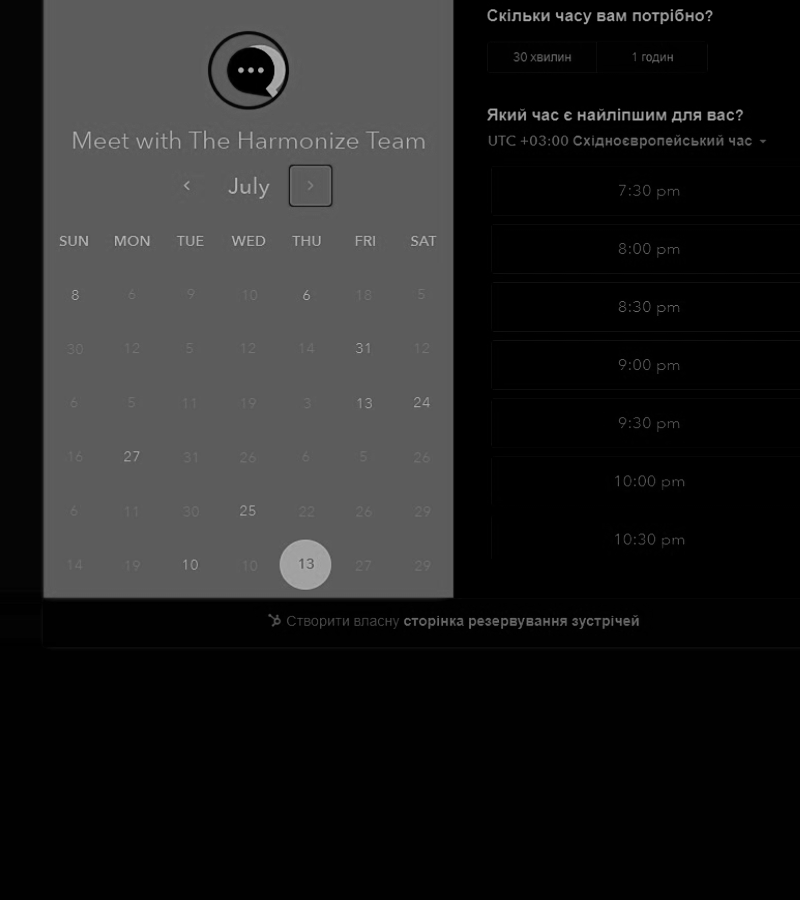 Meet with The Harmonize Team
July
SUN MON TUE WED THU FRI SAT
8 6 9 10 6 18 5
30 12 5 12 14 31 12
6 5 11 19 3 13 24
16 27 31 26 6 5 26
6 11 30 25 22 26 29
14 19 10 10 13 27 29
Скільки часу вам потрібно?
30 хвилин 1 годин
Який час є найліпшим для вас?
UTC +03:00 Східноєвропейський час
7:30 pm
8:00 pm
8:30 pm
9:00 pm
9:30 pm
10:00 pm
10:30 pm
Створити власну сторінка резервування зустрічей